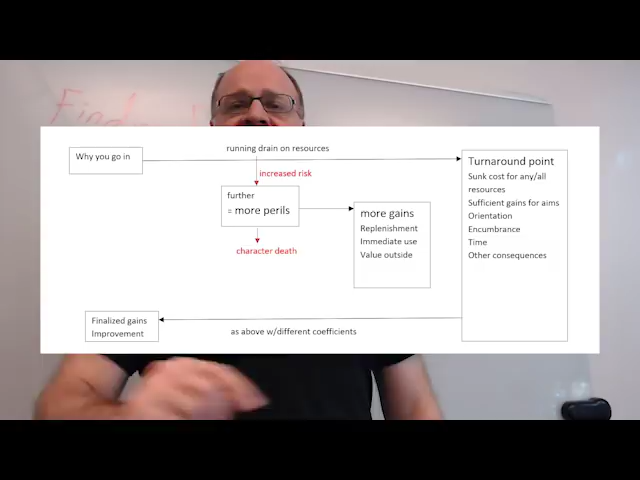 Finde
Why you go in
running drain on resources
increased risk
further
= more perils
character death
more gains
Replenishment
Immediate use
Value outside
Turnaround point
Sunk cost for any/all
resources
Sufficient gains for aims
Orientation
Encumbrance
Time
Other consequences
Finalized gains
Improvement
as above w/different coefficients